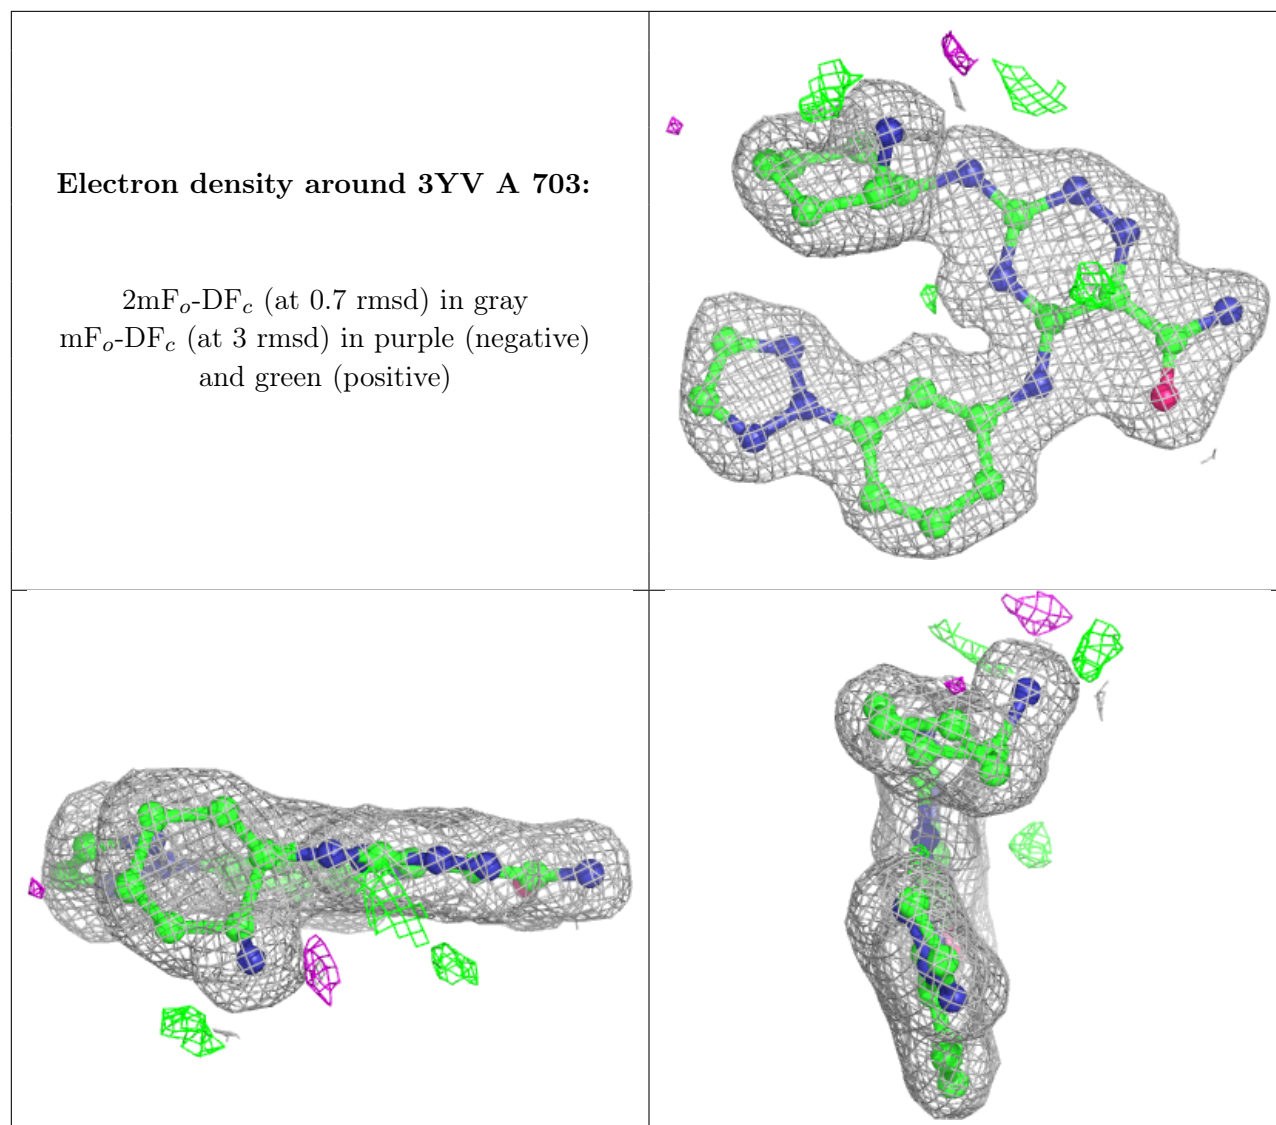 Electron density around 3YV A 703:
2mFo-DFc (at 0.7 rmsd) in gray
mFo-DFc (at 3 rmsd) in purple (negative)
and green (positive)